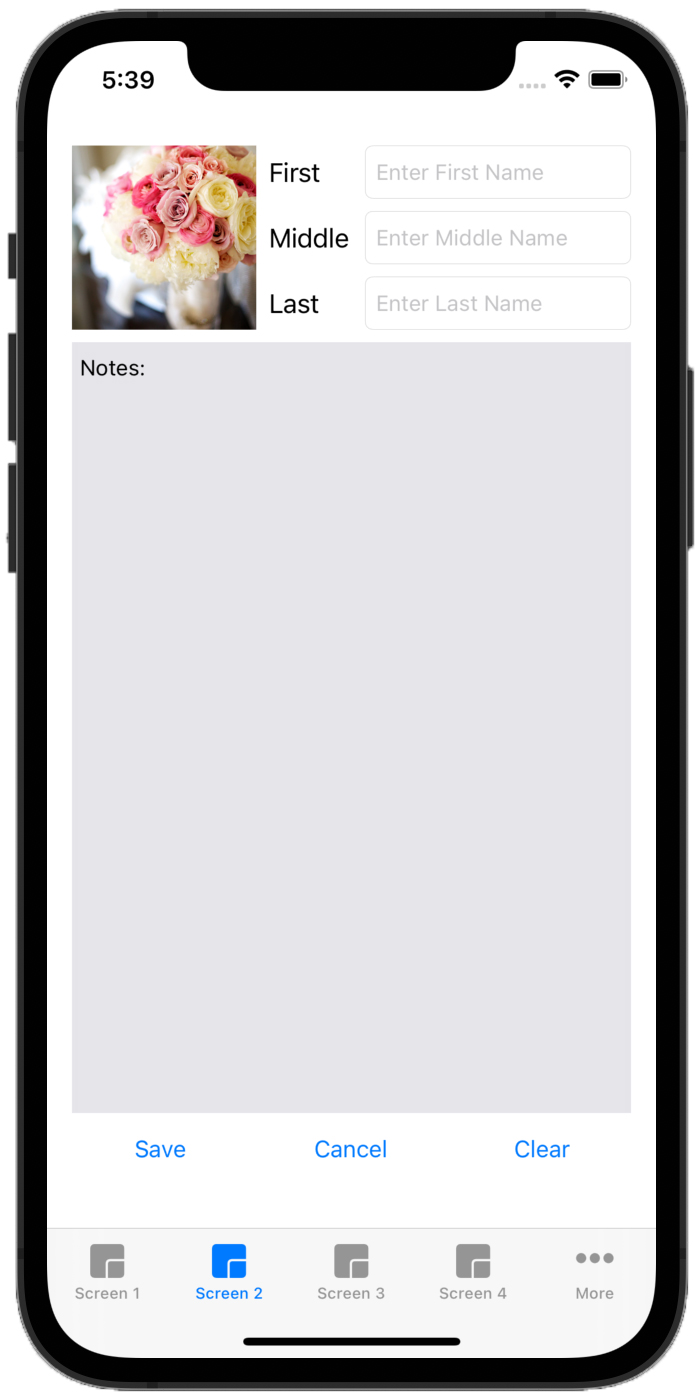 5:39
First Enter First Name
Middle Enter Middle Name
Last Enter Last Name
Notes:
Save Cancel Clear
Screen 1 Screen 2 Screen 3 Screen 4 More